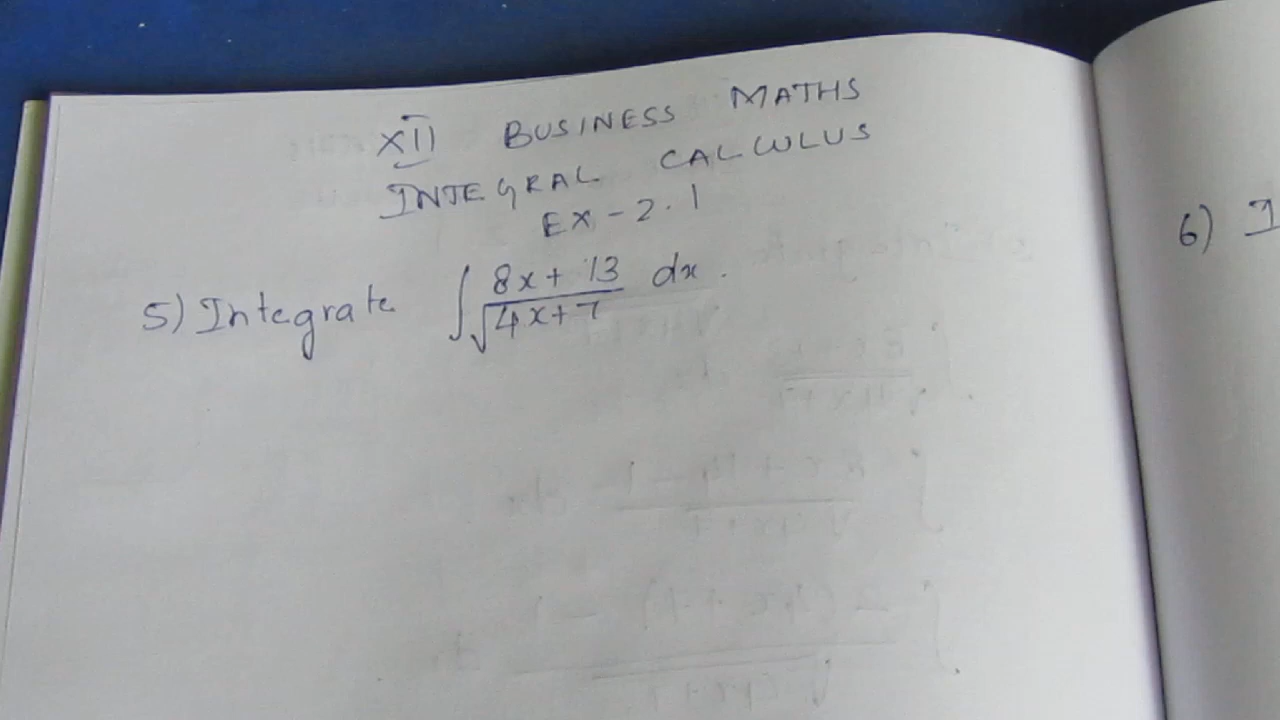 XII BUSINESS MATHS
INTEGRAL CALCULUS
EX-2.1
5) Integrate ∫ 8x+13 / √4x+7 dx.
6) I